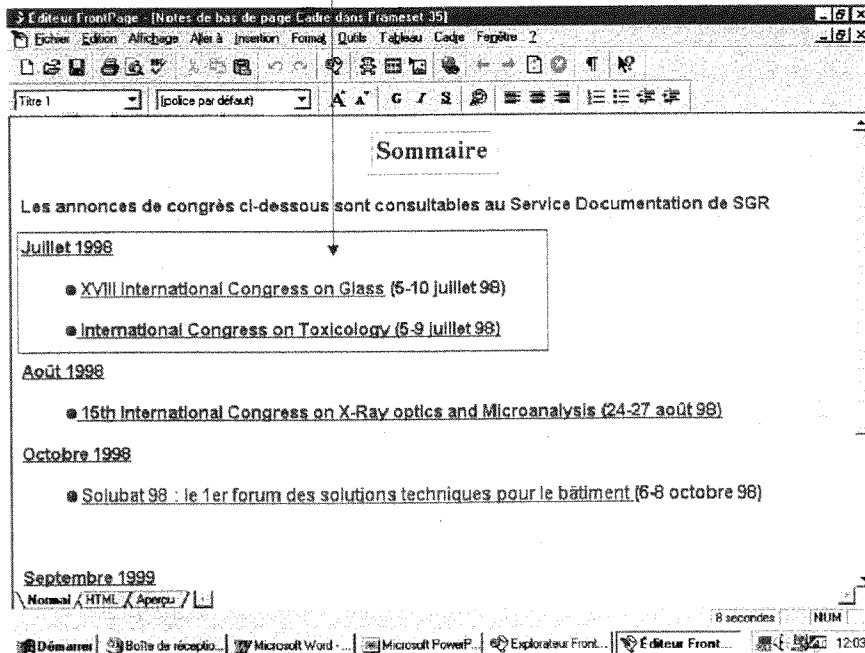 Editeur FrontPage - [Notes de bas de page Cadre dans Frameset 35]
Fichier Edition Affichage Aller à Insertion Format Outils Tableau Cadre Fenêtre ?
Titre 1 (police par défaut) A A G I S
Sommaire
Les annonces de congrès ci-dessous sont consultables au Service Documentation de SGR
Juillet 1998
XVIII International Congress on Glass (5-10 juillet 98)
International Congress on Toxicology (5-9 juillet 98)
Août 1998
15th International Congress on X-Ray optics and Microanalysis (24-27 août 98)
Octobre 1998
Solubat 98 : le 1er forum des solutions techniques pour le bâtiment (6-8 octobre 98)
Septembre 1999
Normal HTML Aperçu
8 secondes NUM
Démarrer Boîte de réceptio... Microsoft Word - ... Microsoft PowerP... Explorateur Front... Editeur Front... 12:03